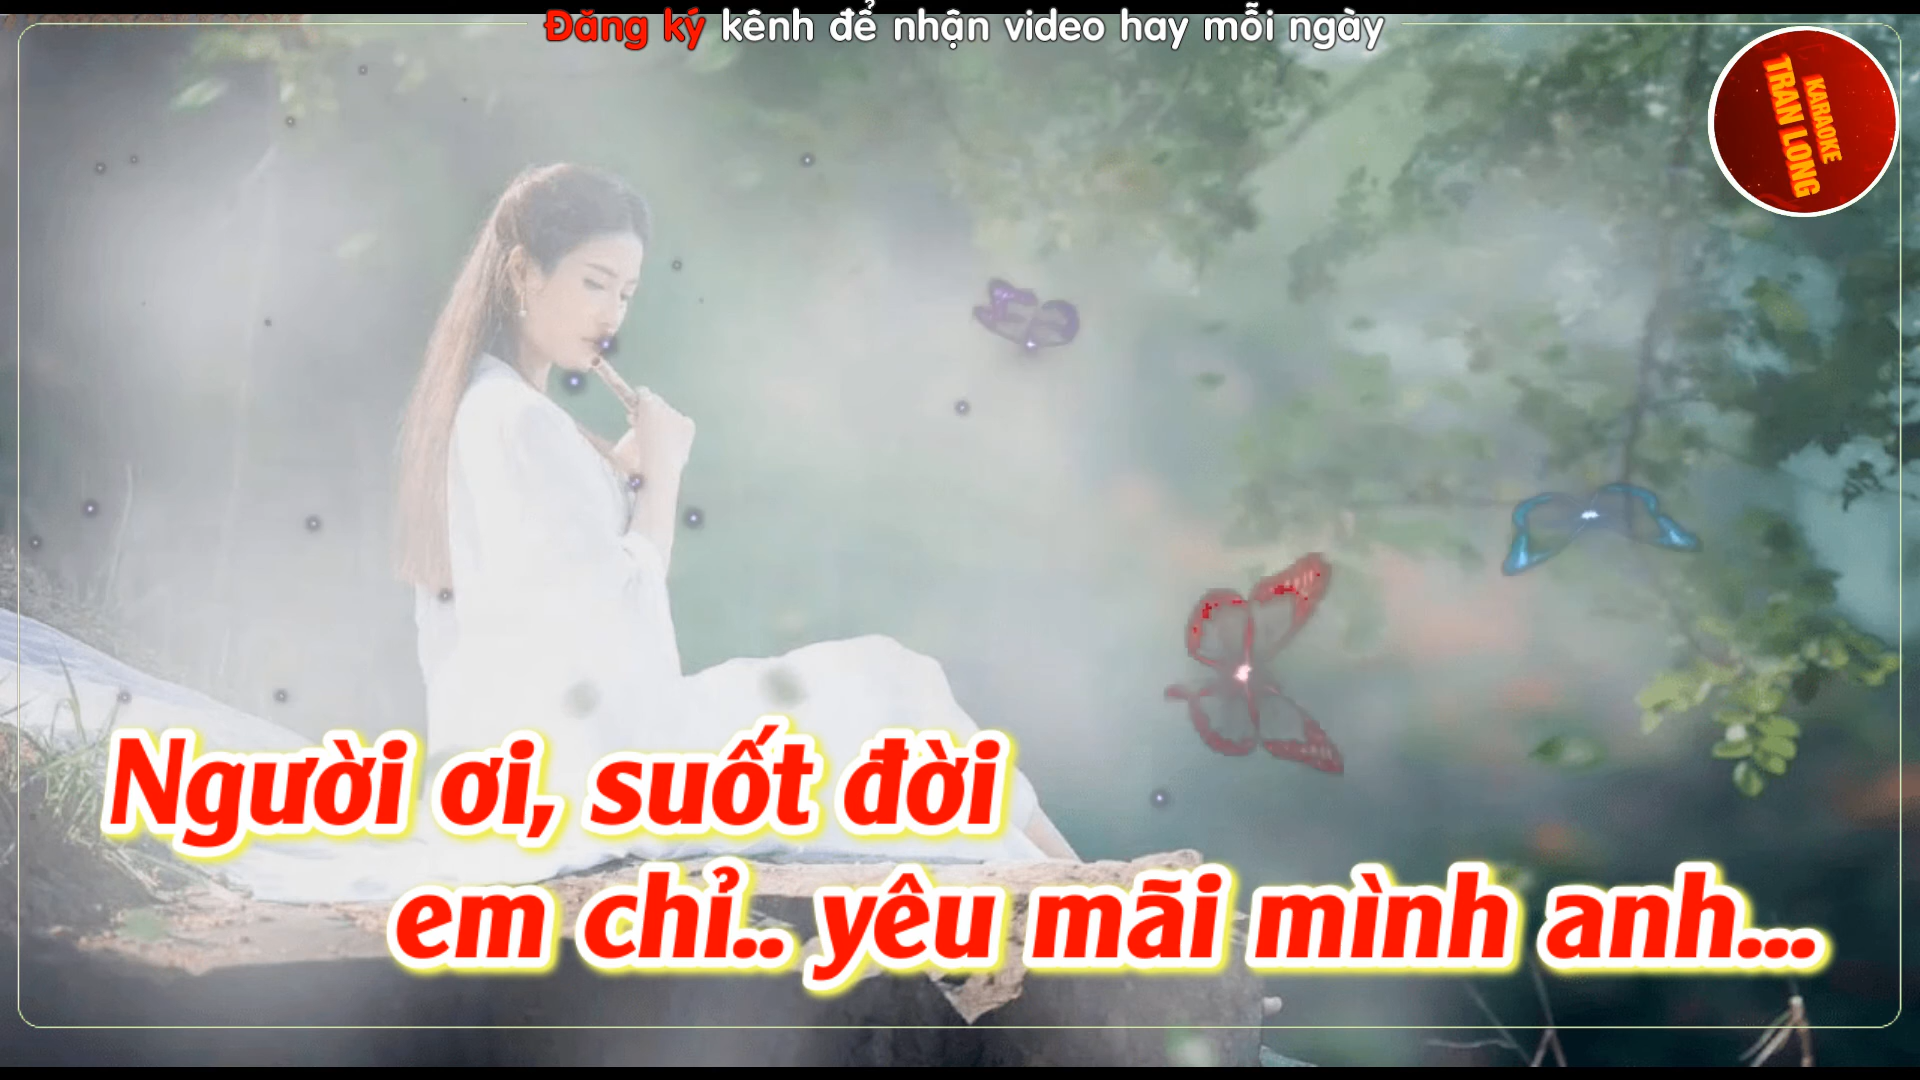 Đăng ký kênh để nhận video hay mỗi ngày
KARAOKE
TRAN LONG
Người ơi, suốt đời
em chỉ.. yêu mãi mình anh...